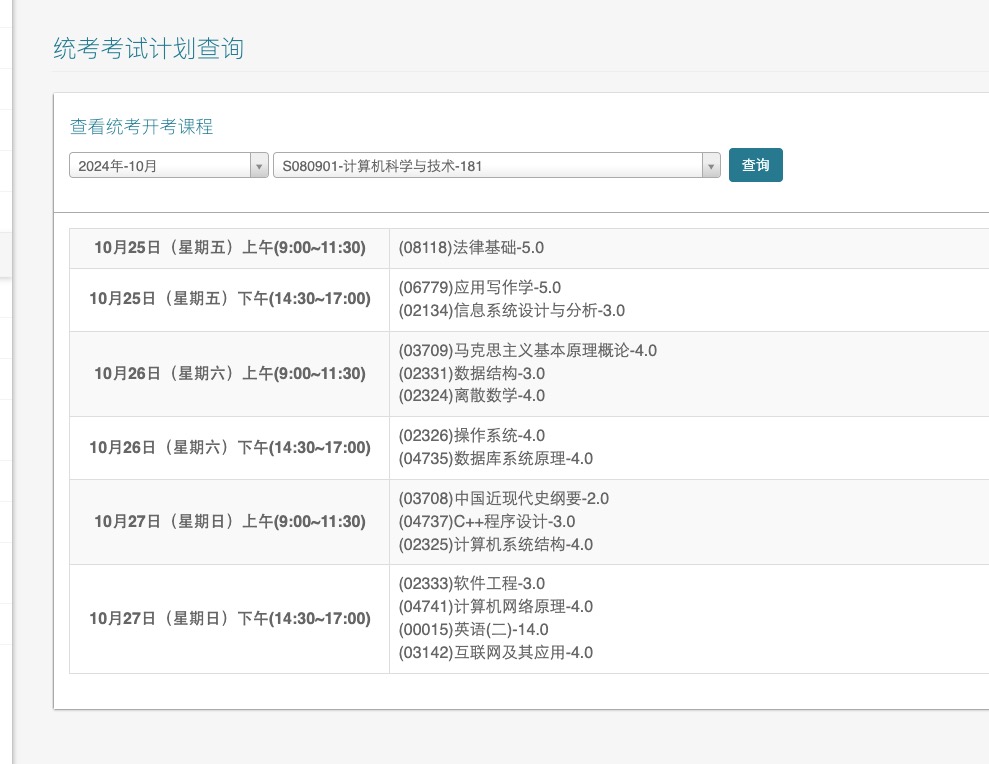 统考考试计划查询
查看统考开考课程
2024年-10月
S080901-计算机科学与技术-181
查询
10月25日（星期五）上午(9:00~11:30)
(08118)法律基础-5.0
10月25日（星期五）下午(14:30~17:00)
(06779)应用写作学-5.0
(02134)信息系统设计与分析-3.0
10月26日（星期六）上午(9:00~11:30)
(03709)马克思主义基本原理概论-4.0
(02331)数据结构-3.0
(02324)离散数学-4.0
10月26日（星期六）下午(14:30~17:00)
(02326)操作系统-4.0
(04735)数据库系统原理-4.0
10月27日（星期日）上午(9:00~11:30)
(03708)中国近现代史纲要-2.0
(04737)C++程序设计-3.0
(02325)计算机系统结构-4.0
10月27日（星期日）下午(14:30~17:00)
(02333)软件工程-3.0
(04741)计算机网络原理-4.0
(00015)英语(二)-14.0
(03142)互联网及其应用-4.0